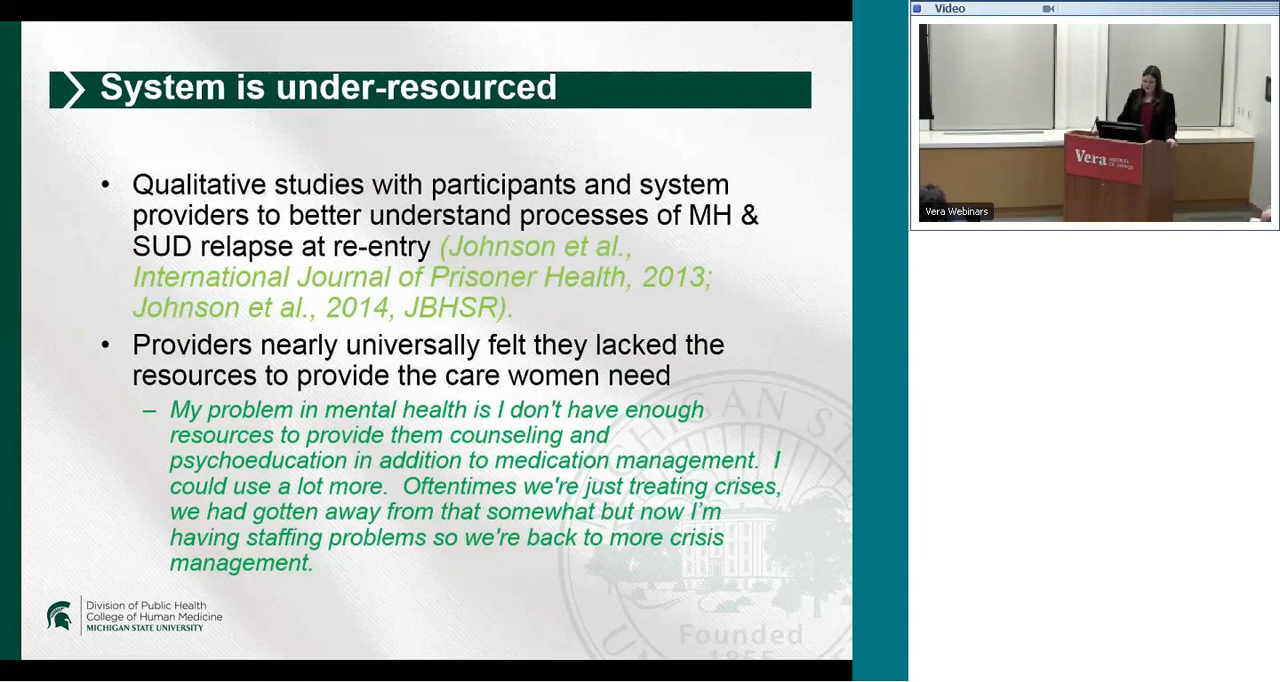 System is under-resourced
• Qualitative studies with participants and system
providers to better understand processes of MH &
SUD relapse at re-entry (Johnson et al.,
International Journal of Prisoner Health, 2013;
Johnson et al., 2014, JBHSR).
• Providers nearly universally felt they lacked the
resources to provide the care women need
– My problem in mental health is I don't have enough
resources to provide them counseling and
psychoeducation in addition to medication management.  I
could use a lot more.  Oftentimes we're just treating crises,
we had gotten away from that somewhat but now I’m
having staffing problems so we're back to more crisis
management.
Division of Public Health
College of Human Medicine
MICHIGAN STATE UNIVERSITY
MICHIGAN STA
Founded
1855
Video
Vera
Vera Webinars